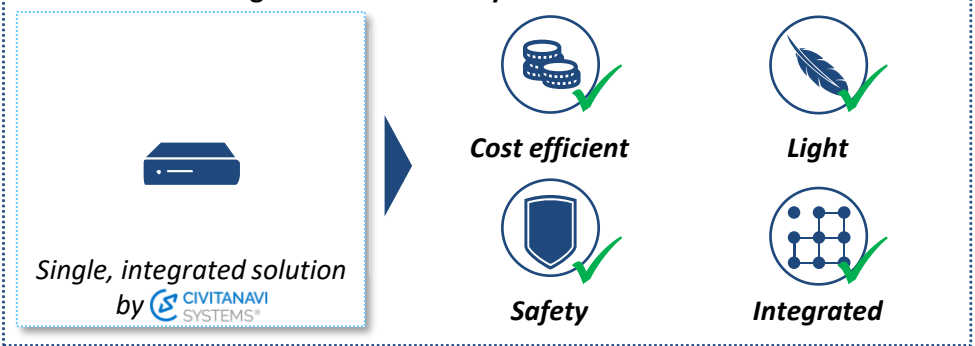 Cost efficient
Light
Single, integrated solution
by CIVITANAVI
SYSTEMS®
Safety
Integrated